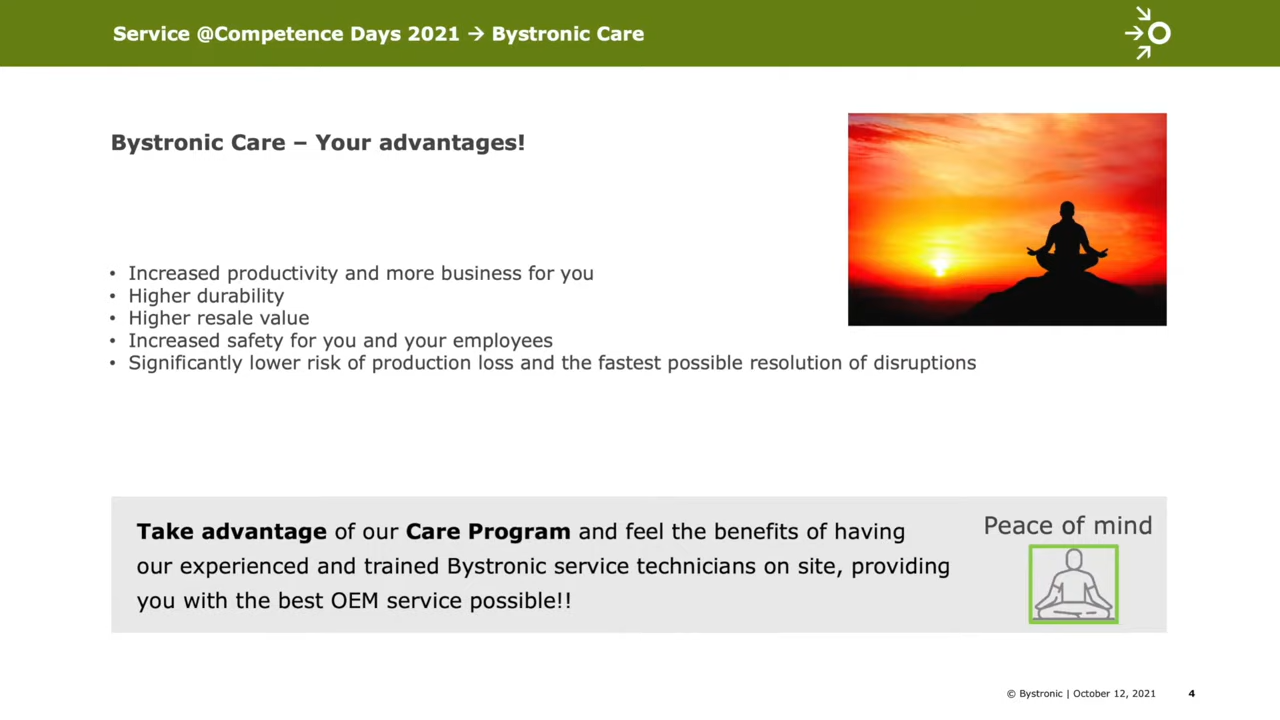 Service @Competence Days 2021 → Bystronic Care
Bystronic Care – Your advantages!
• Increased productivity and more business for you
• Higher durability
• Higher resale value
• Increased safety for you and your employees
• Significantly lower risk of production loss and the fastest possible resolution of disruptions
Take advantage of our Care Program and feel the benefits of having
our experienced and trained Bystronic service technicians on site, providing
you with the best OEM service possible!!
Peace of mind
© Bystronic | October 12, 2021
4